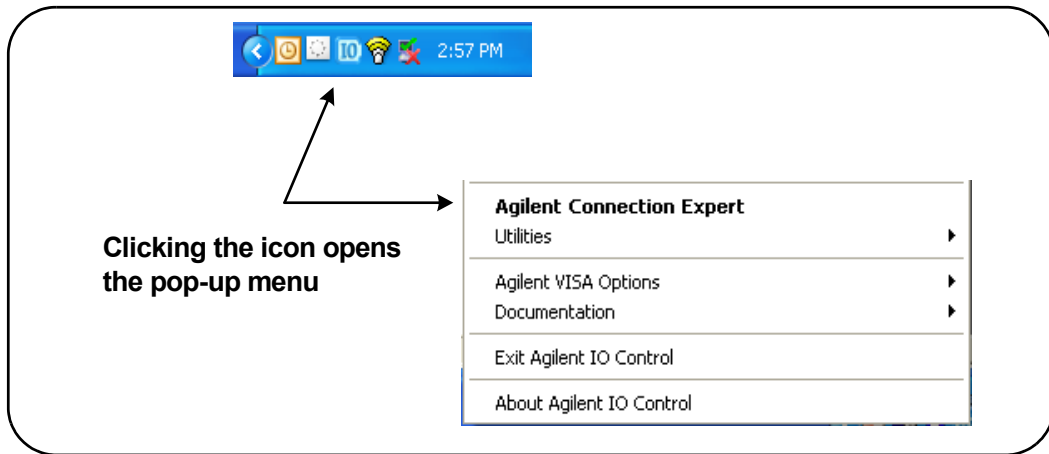 IO 2:57 PM
Clicking the icon opens
the pop-up menu
Agilent Connection Expert
Utilities
Agilent VISA Options
Documentation
Exit Agilent IO Control
About Agilent IO Control